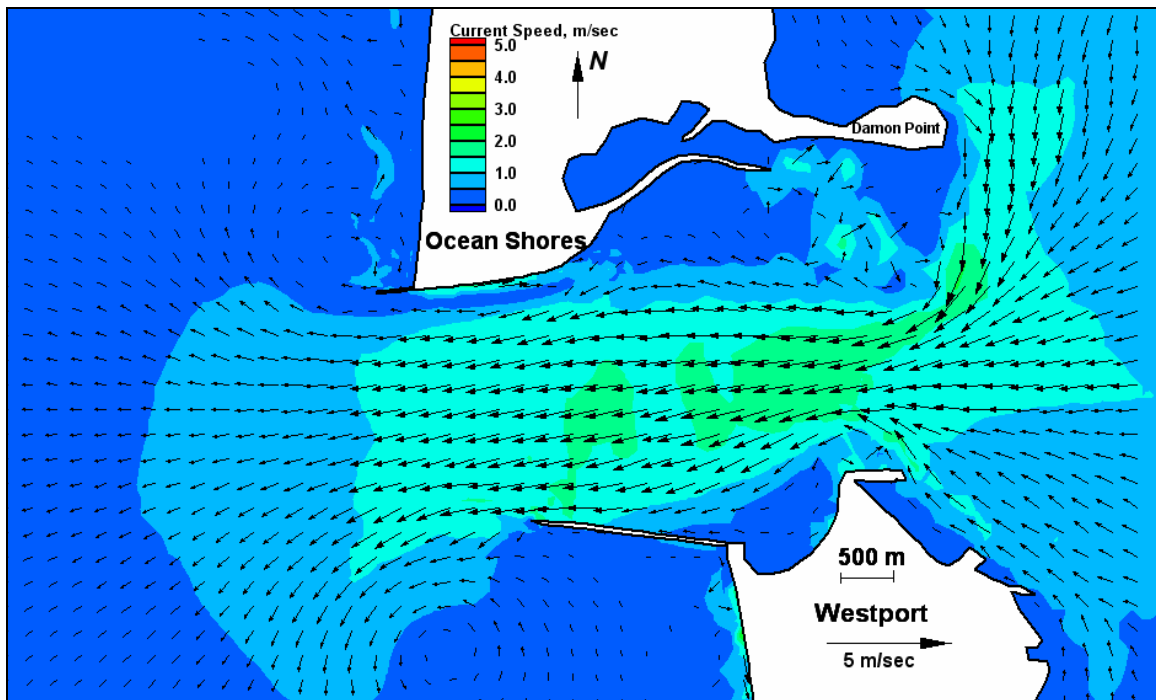 Current Speed, m/sec
5.0
4.0
3.0
2.0
1.0
0.0
N
Damon Point
Ocean Shores
500 m
Westport
5 m/sec